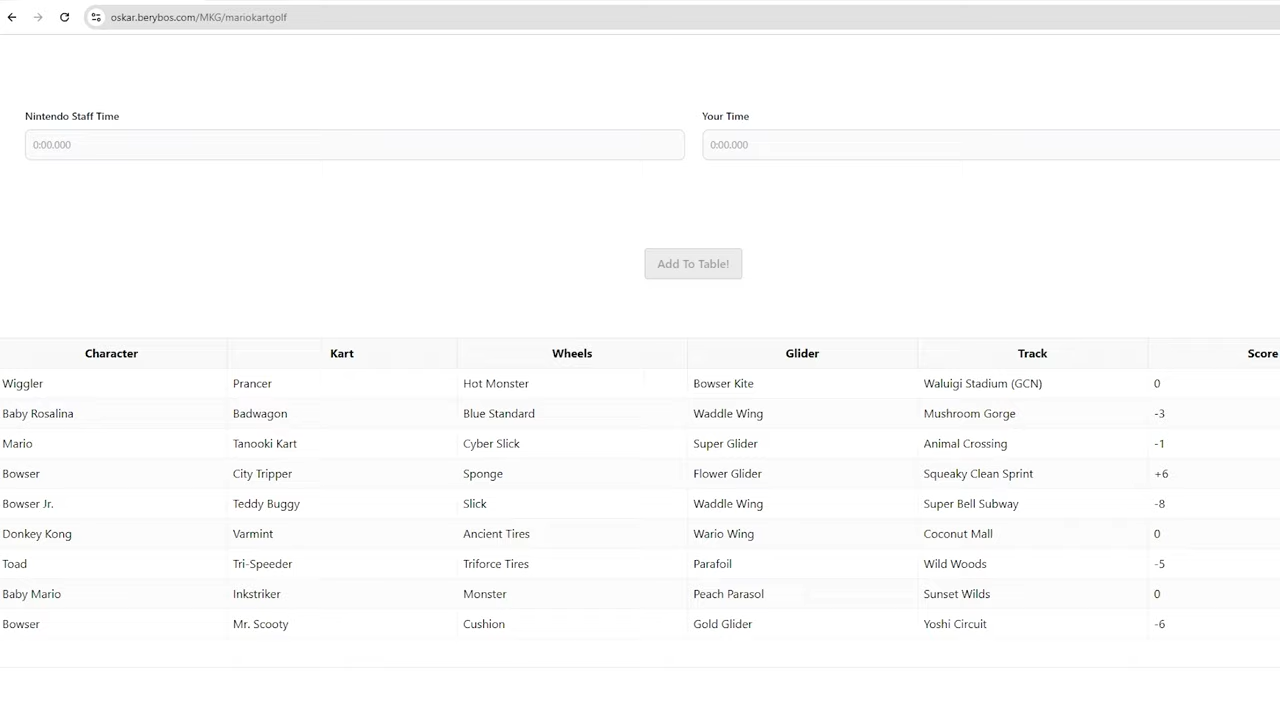 oskar.berybos.com/MKG/mariokartgolf
Nintendo Staff Time Your Time
0:00.000 0:00.000
Add To Table!
Character Kart Wheels Glider Track Score
Wiggler Prancer Hot Monster Bowser Kite Waluigi Stadium (GCN) 0
Baby Rosalina Badwagon Blue Standard Waddle Wing Mushroom Gorge -3
Mario Tanooki Kart Cyber Slick Super Glider Animal Crossing -1
Bowser City Tripper Sponge Flower Glider Squeaky Clean Sprint +6
Bowser Jr. Teddy Buggy Slick Waddle Wing Super Bell Subway -8
Donkey Kong Varmint Ancient Tires Wario Wing Coconut Mall 0
Toad Tri-Speeder Triforce Tires Parafoil Wild Woods -5
Baby Mario Inkstriker Monster Peach Parasol Sunset Wilds 0
Bowser Mr. Scooty Cushion Gold Glider Yoshi Circuit -6